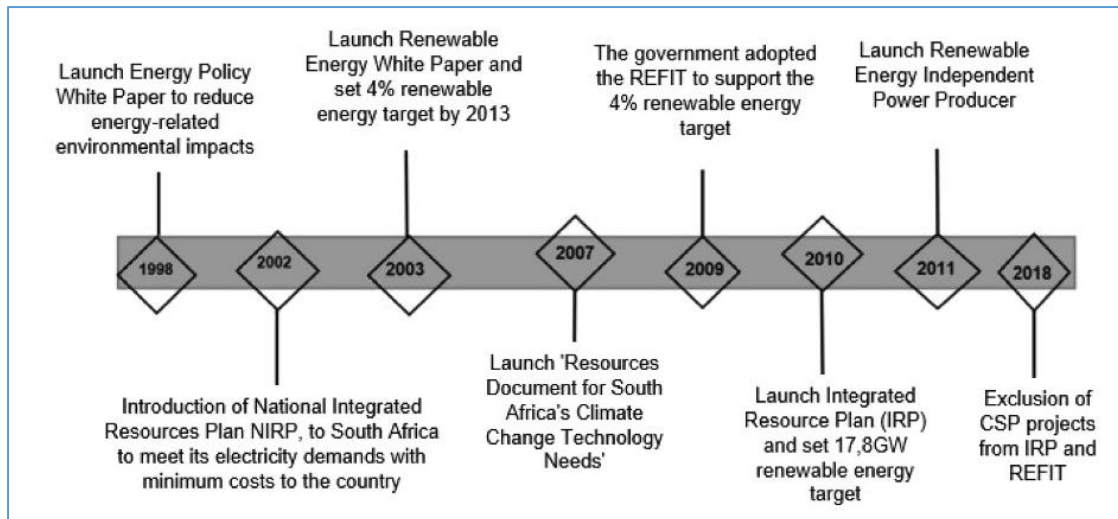 Launch Energy Policy
White Paper to reduce
energy-related
environmental impacts
Launch Renewable
Energy White Paper and
set 4% renewable
energy target by 2013
The government adopted
the REFIT to support the
4% renewable energy
target
Launch Renewable
Energy Independent
Power Producer
1998
2002
2003
2007
2009
2010
2011
2018
Introduction of National Integrated
Resources Plan NIRP, to South Africa
to meet its electricity demands with
minimum costs to the country
Launch 'Resources
Document for South
Africa's Climate
Change Technology
Needs'
Launch Integrated
Resource Plan (IRP)
and set 17,8GW
renewable energy
target
Exclusion of
CSP projects
from IRP and
REFIT